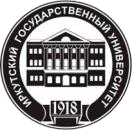 ИРКУТСКИЙ ГОСУДАРСТВЕННЫЙ УНИВЕРСИТЕТ
1918